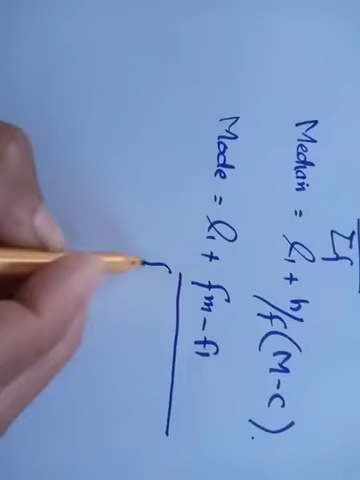 Σf
Median = l₁ + h/f (M - C).
Mode = l₁ + fm - f₁
f